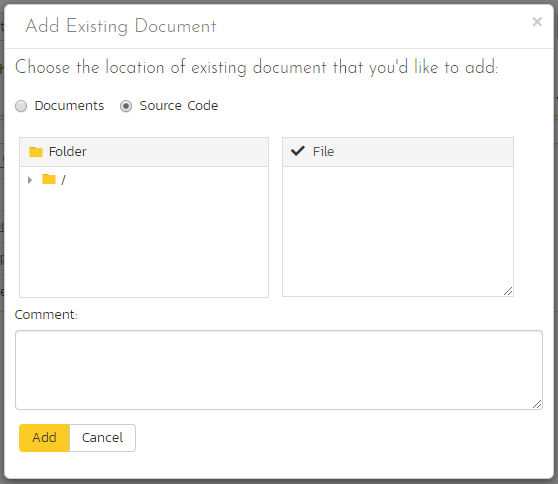 Add Existing Document
×
Choose the location of existing document that you'd like to add:
Documents Source Code
Folder
/
File
Comment:
Add Cancel